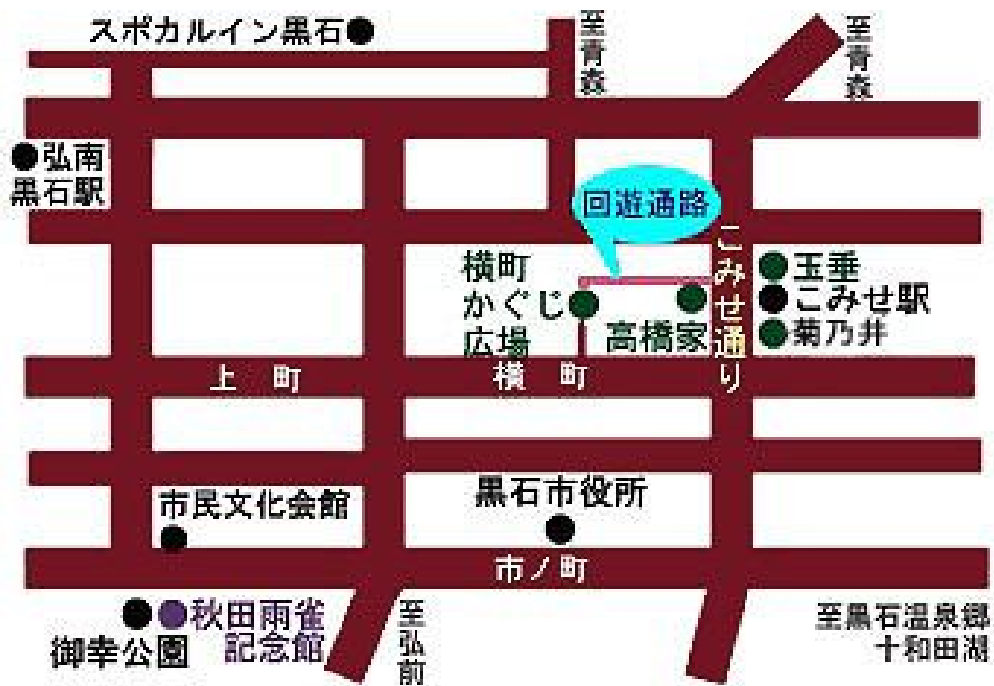 スポカルイン黒石
至青森
至青森
弘南
黒石駅
回遊通路
こみせ通り
横町
かぐじ
広場
高橋家
玉垂
こみせ駅
菊乃井
上町
横町
市民文化会館
黒石市役所
市ノ町
秋田雨雀
記念館
御幸公園
至弘前
至黒石温泉郷
十和田湖